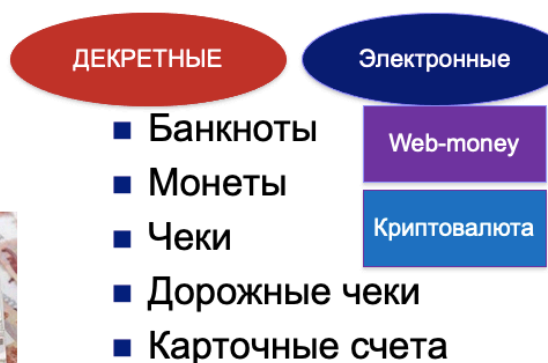 ДЕКРЕТНЫЕ
Электронные
Банкноты
Монеты
Чеки
Дорожные чеки
Карточные счета
Web-money
Криптовалюта